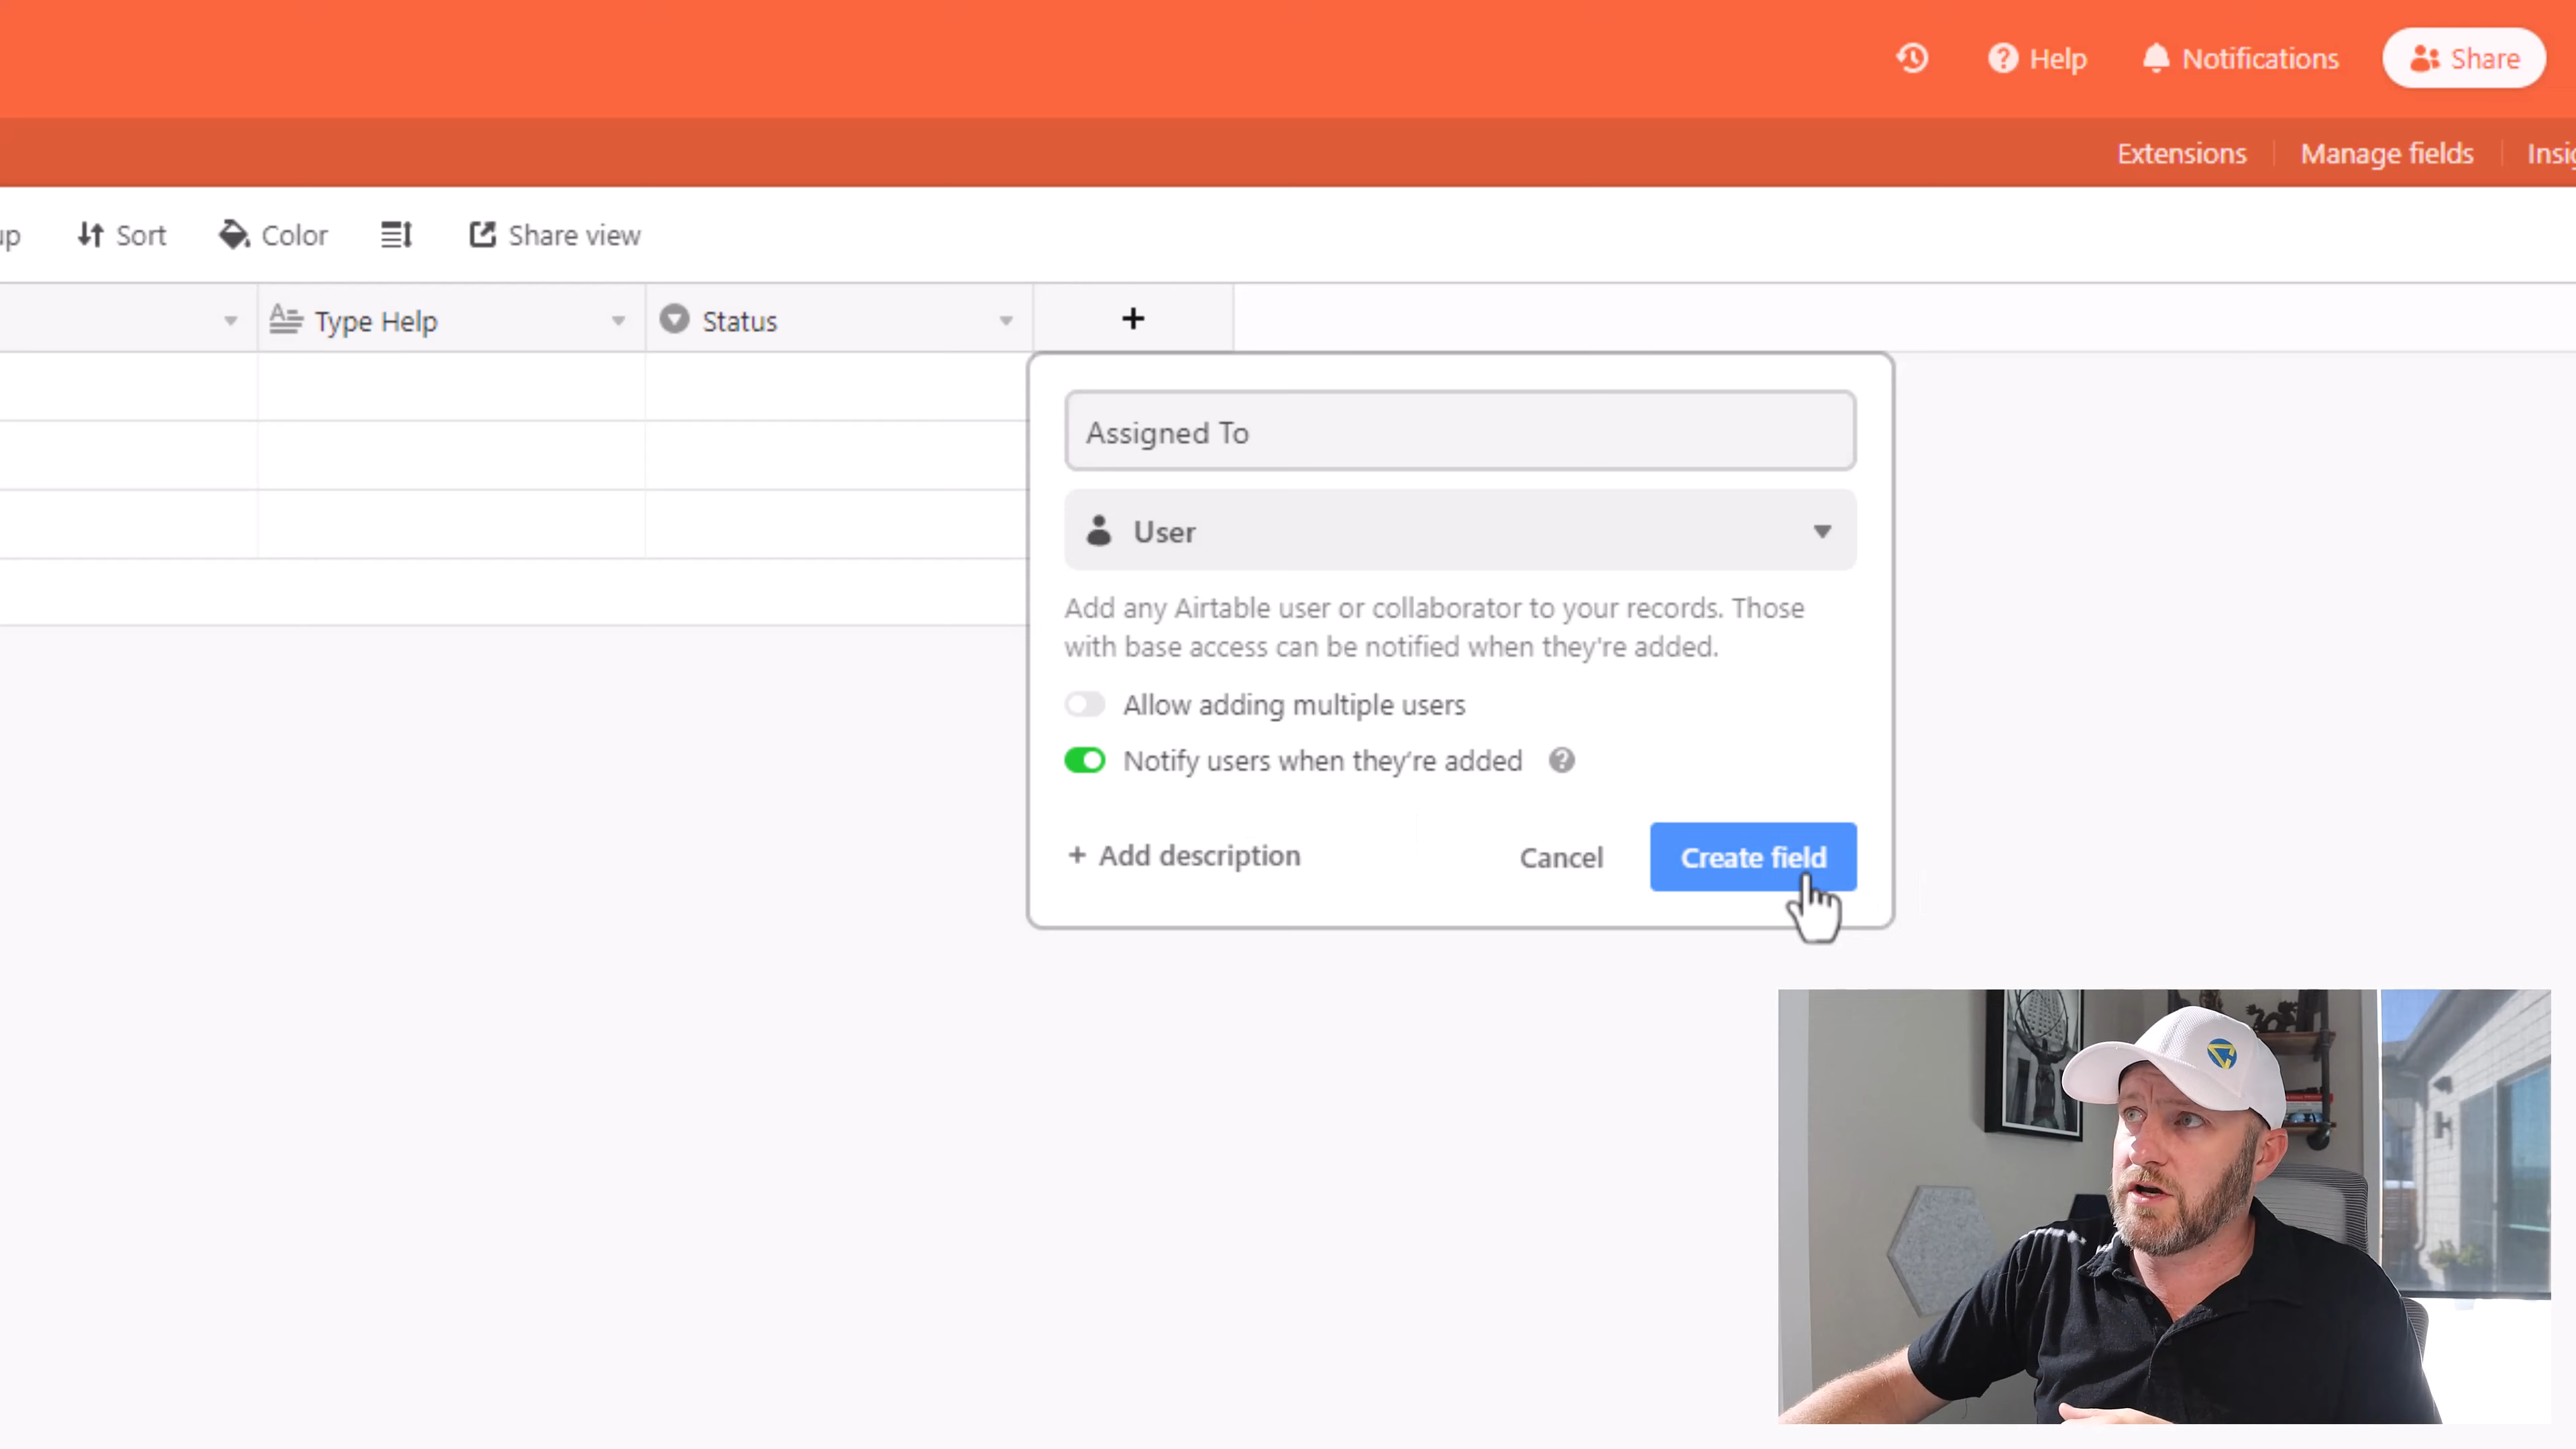 Help
Notifications
Share
Extensions
Manage fields
up
Sort
Color
Share view
Type Help
Status
+
Assigned To
User
Add any Airtable user or collaborator to your records. Those
with base access can be notified when they're added.
Allow adding multiple users
Notify users when they're added
+ Add description
Cancel
Create field